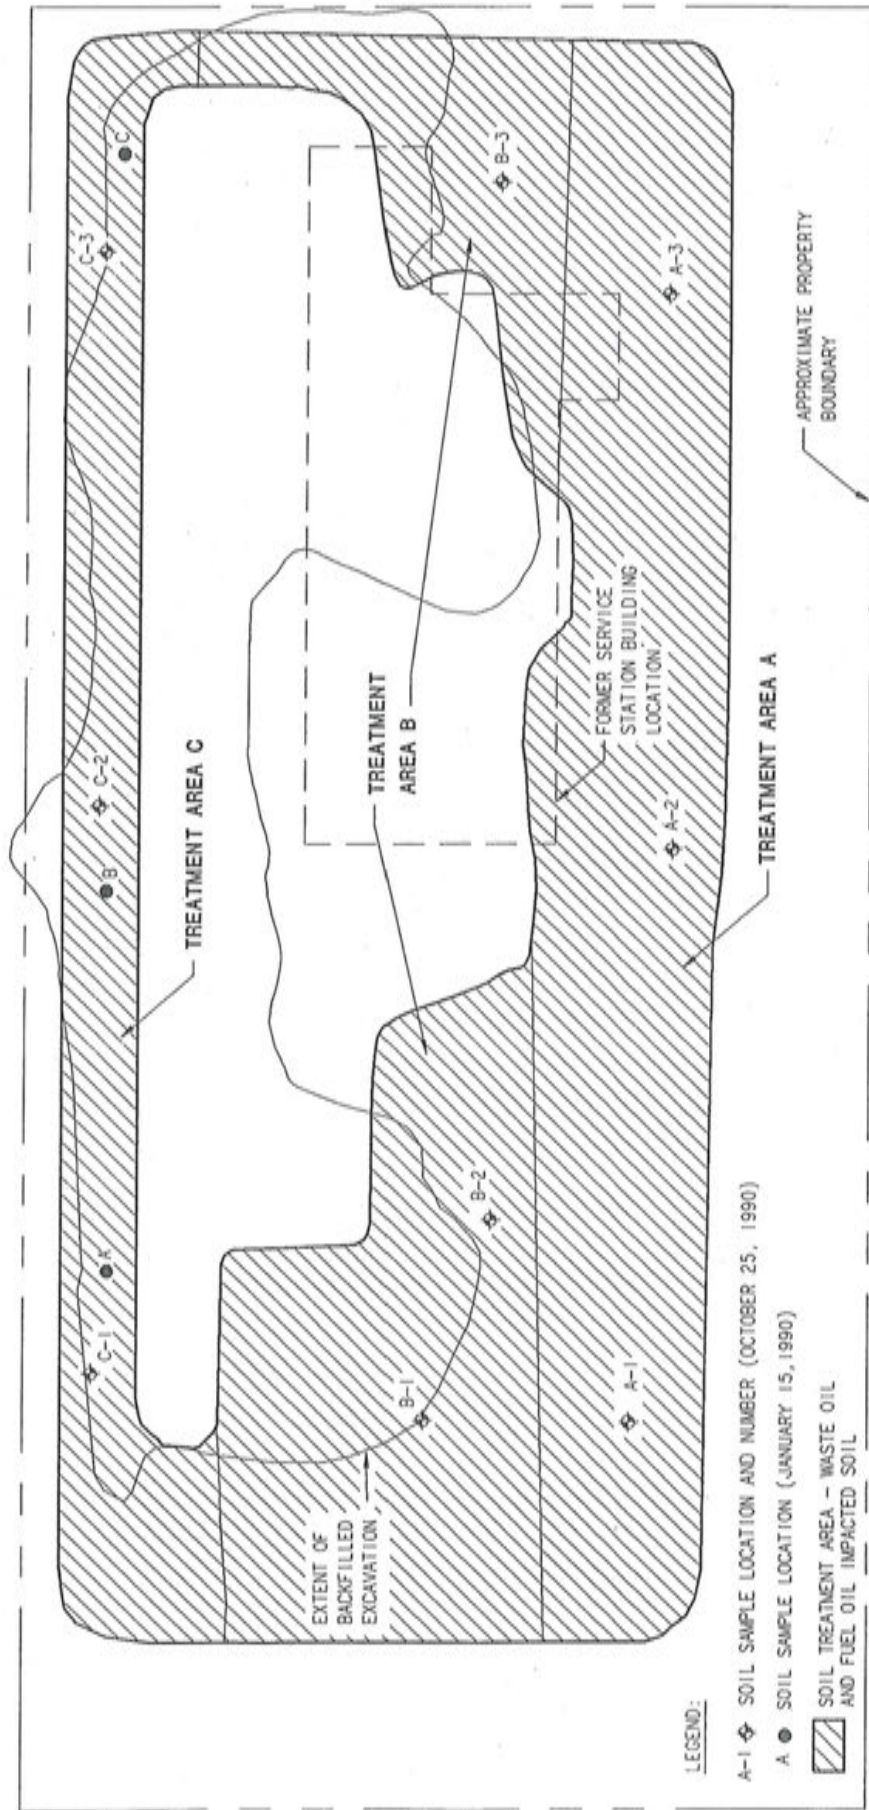 C-1
A
B
C-2
C-3
C
TREATMENT AREA C
EXTENT OF
BACKFILLED
EXCAVATION
B-1
B-2
TREATMENT
AREA B
B-3
FORMER SERVICE
STATION BUILDING
LOCATION
A-1
A-2
A-3
TREATMENT AREA A
APPROXIMATE PROPERTY
BOUNDARY
LEGEND:
A-1 SOIL SAMPLE LOCATION AND NUMBER (OCTOBER 25, 1990)
A SOIL SAMPLE LOCATION (JANUARY 15,1990)
SOIL TREATMENT AREA - WASTE OIL
AND FUEL OIL IMPACTED SOIL